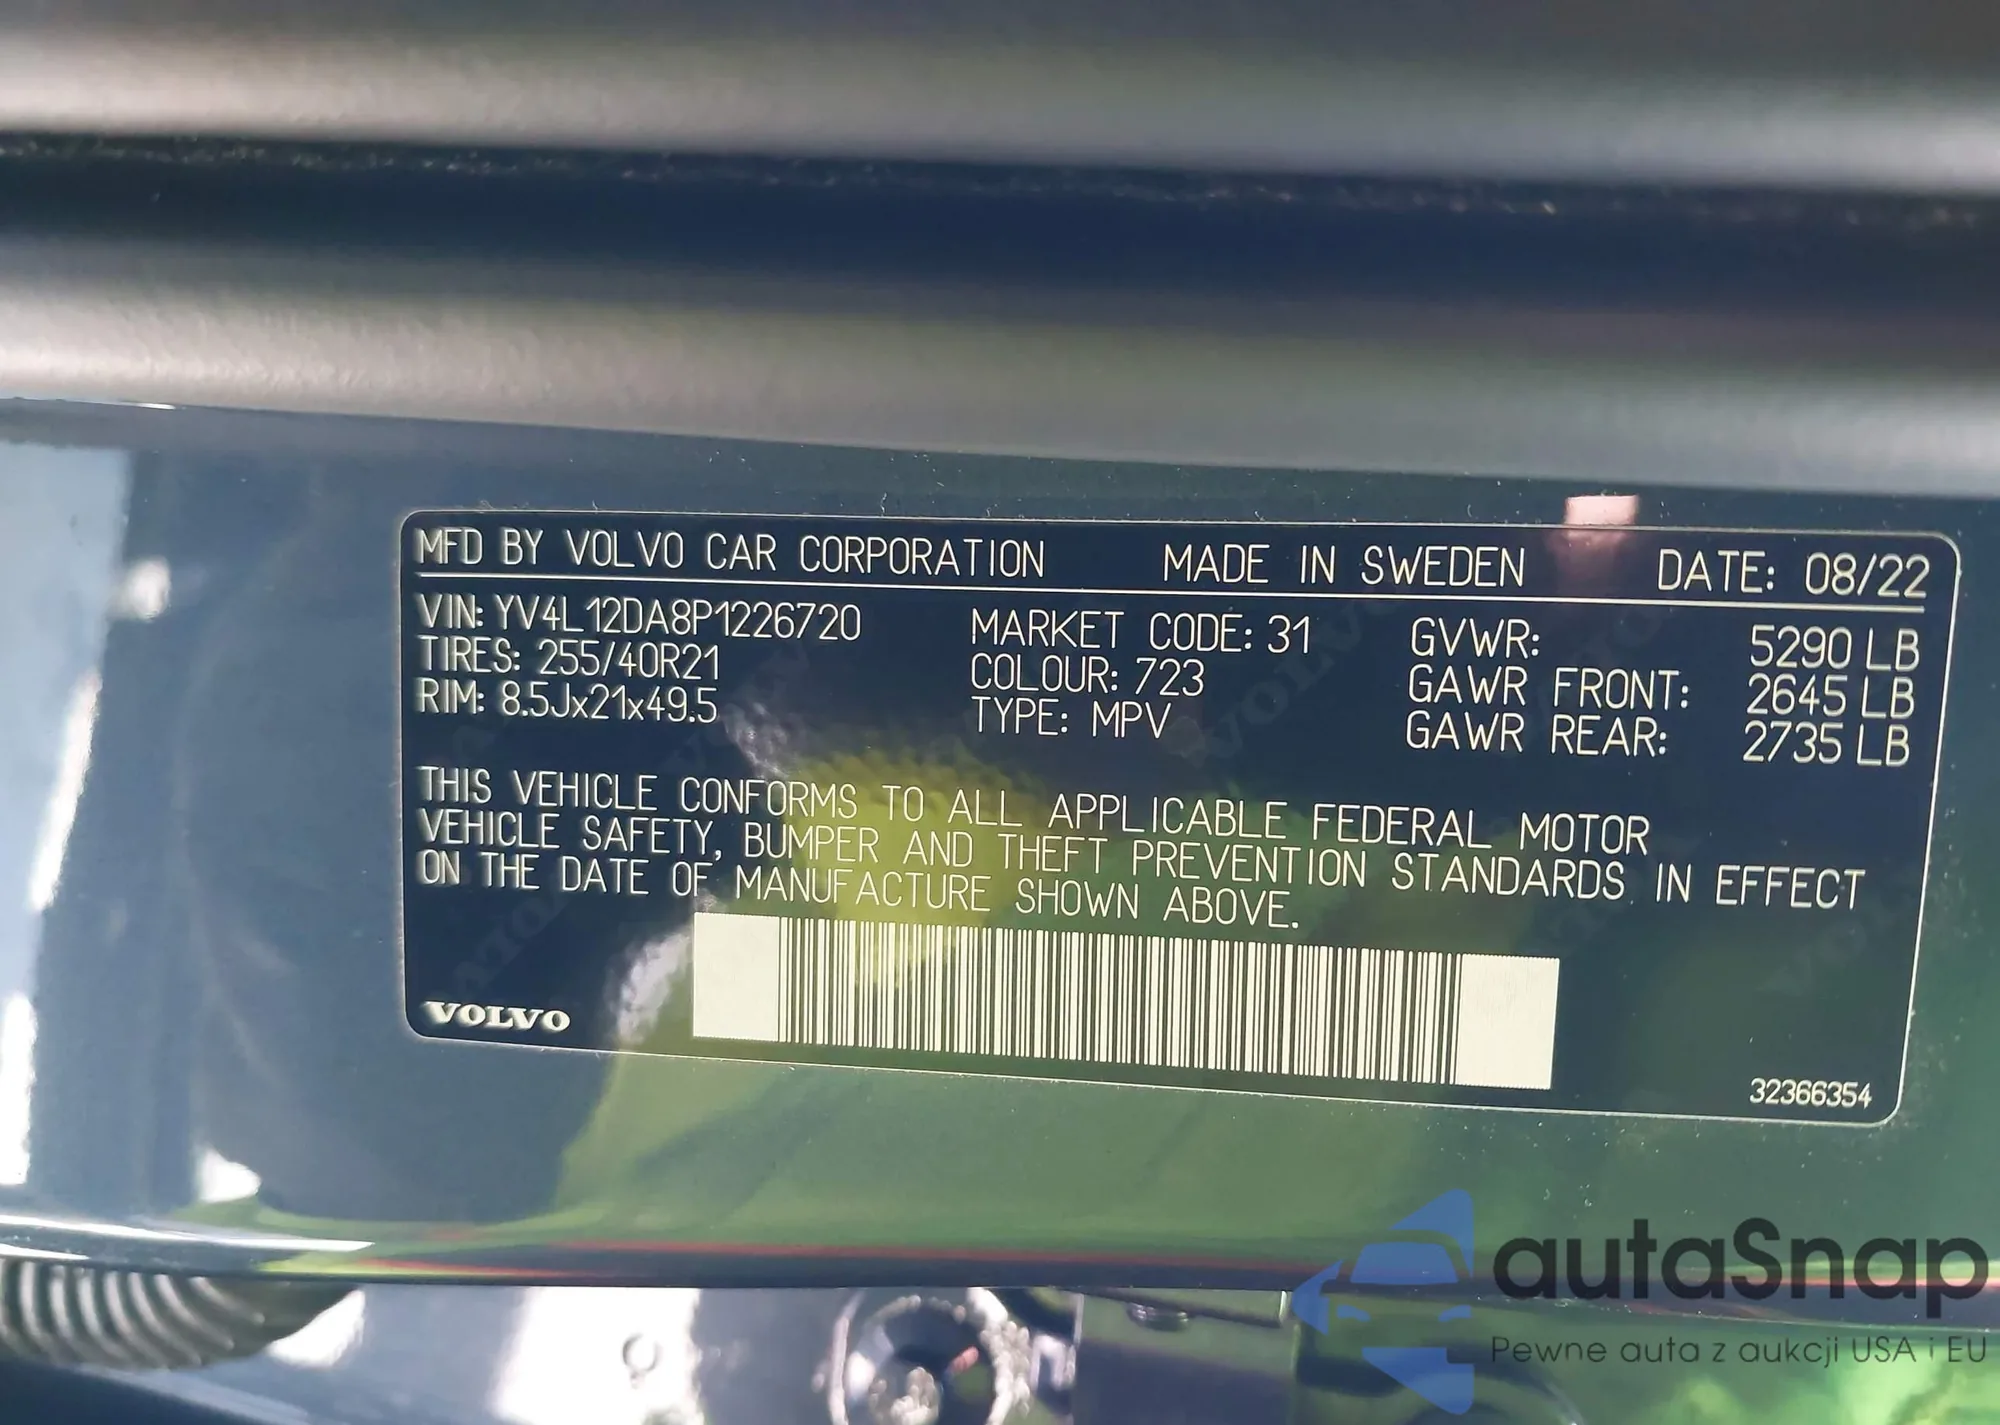 MFD BY VOLVO CAR CORPORATION MADE IN SWEDEN DATE: 08/22
VIN: YV4L12DA8P1226720 MARKET CODE: 31 GVWR: 5290 LB
TIRES: 255/40R21 COLOUR: 723 GAWR FRONT: 2645 LB
RIM: 8.5Jx21x49.5 TYPE: MPV GAWR REAR: 2735 LB
THIS VEHICLE CONFORMS TO ALL APPLICABLE FEDERAL MOTOR
VEHICLE SAFETY, BUMPER AND THEFT PREVENTION STANDARDS IN EFFECT
ON THE DATE OF MANUFACTURE SHOWN ABOVE.
VOLVO
32366354
autaSnap
Pewne auta z aukcji USA i EU